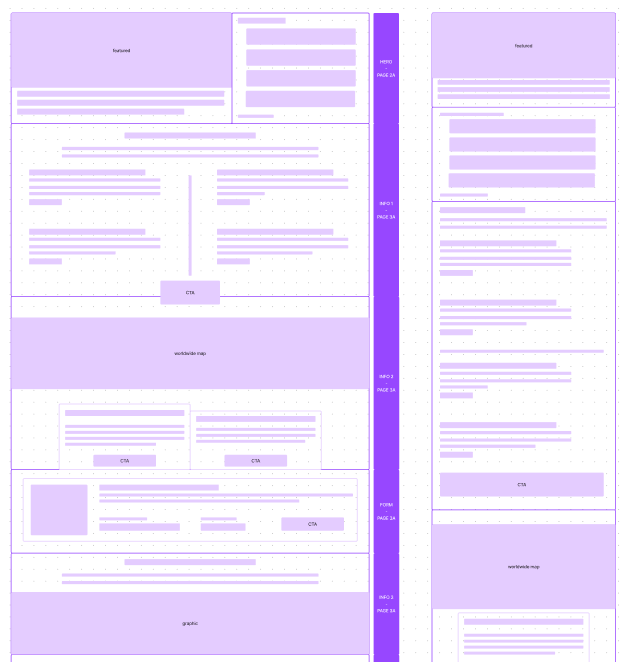 featured
HERO
-
PAGE 2A
INFO 1
-
PAGE 3A
CTA
worldwide map
INFO 2
-
PAGE 3A
CTA
CTA
FORM
-
PAGE 3A
CTA
INFO 3
-
PAGE 3A
graphic
featured
CTA
worldwide map